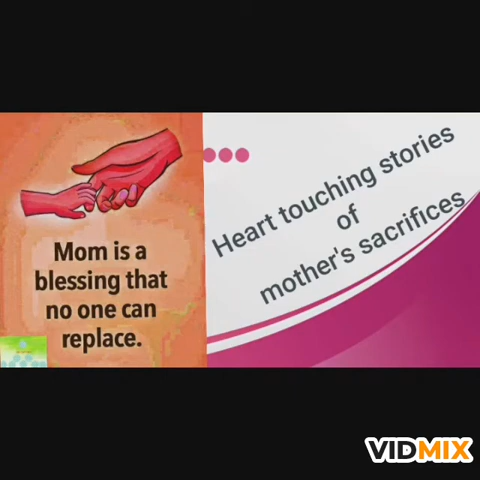 Mom is a
blessing that
no one can
replace.
Heart touching stories
of
mother's sacrifices
VIDMIX